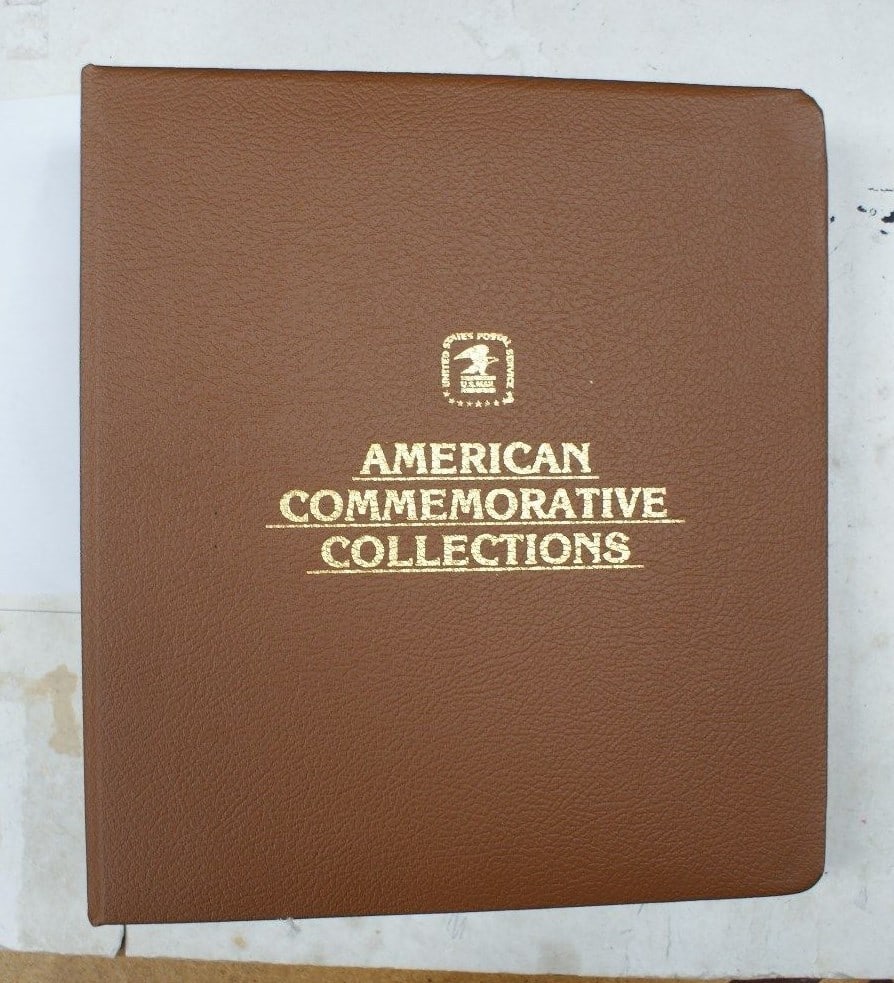 UNITED STATES POSTAL SERVICE
U.S.MAIL
AMERICAN
COMMEMORATIVE
COLLECTIONS